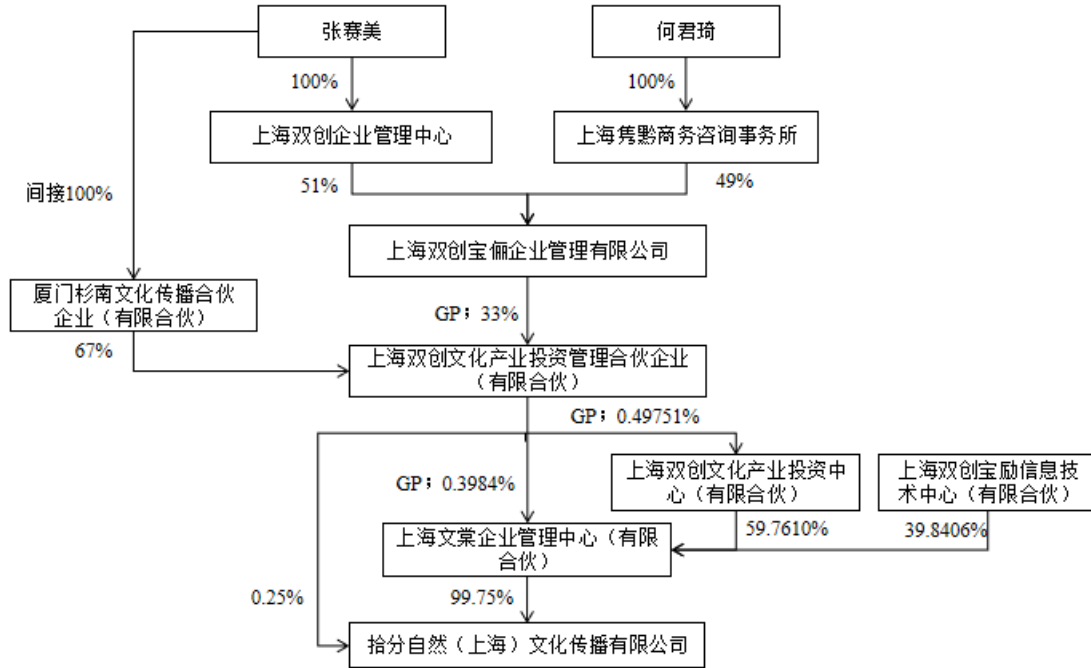 张赛美
何君琦
100%
100%
上海双创企业管理中心
上海隽黔商务咨询事务所
间接100%
51%
49%
上海双创宝俪企业管理有限公司
厦门杉南文化传播合伙
企业（有限合伙）
GP；33%
67%
上海双创文化产业投资管理合伙企业
（有限合伙）
GP；0.49751%
上海双创文化产业投资中
心（有限合伙）
上海双创宝励信息技
术中心（有限合伙）
GP；0.3984%
59.7610%
39.8406%
上海文棠企业管理中心（有限
合伙）
0.25%
99.75%
拾分自然（上海）文化传播有限公司